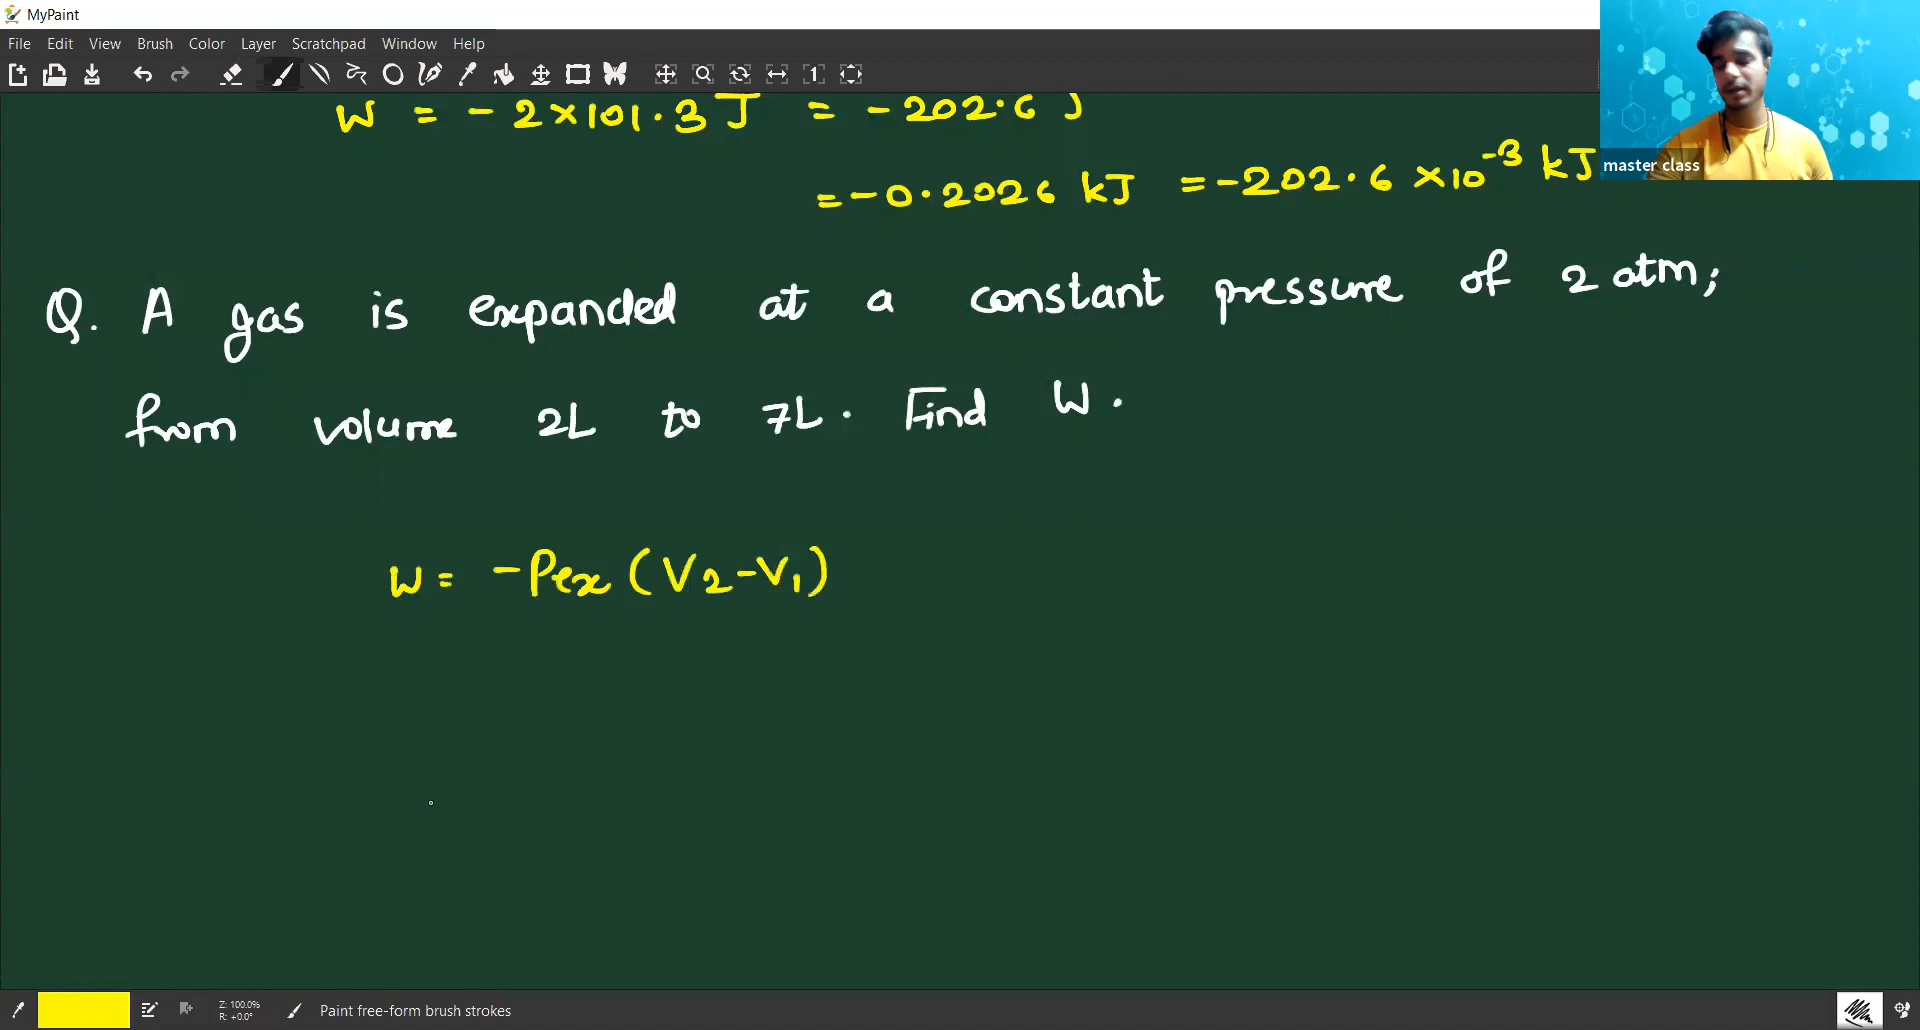 MyPaint
File Edit View Brush Color Layer Scratchpad Window Help
master class
W = -2×101.3 J = -202.6 J
= -0.2026 kJ = -202.6 ×10⁻³ kJ
Q. A gas is expanded at a constant pressure of 2 atm;
from volume 2L to 7L. Find W.
W = -Pex (V₂-V₁)
Z: 100.0%
R: +0.0°
Paint free-form brush strokes